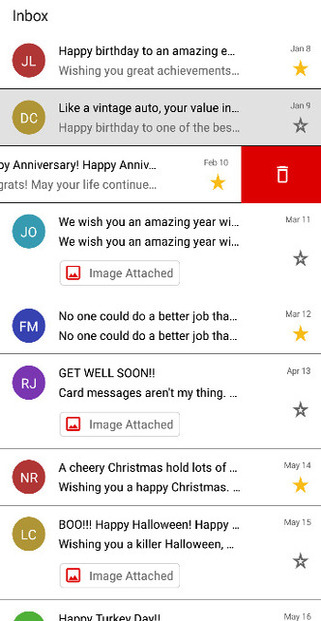 Inbox
JL
Happy birthday to an amazing e...
Jan 8
Wishing you great achievements...
DC
Like a vintage auto, your value in...
Jan 9
Happy birthday to one of the bes...
py Anniversary! Happy Anniv...
Feb 10
grats! May your life continue...
JO
We wish you an amazing year wi...
Mar 11
We wish you an amazing year wi...
Image Attached
FM
No one could do a better job tha...
Mar 12
No one could do a better job tha...
RJ
GET WELL SOON!!
Apr 13
Card messages aren't my thing. ...
Image Attached
NR
A cheery Christmas hold lots of ...
May 14
Wishing you a happy Christmas. ...
LC
BOO!!! Happy Halloween! Happy ...
May 15
Wishing you a killer Halloween, ...
Image Attached
Happy Turkey Day!!
May 16